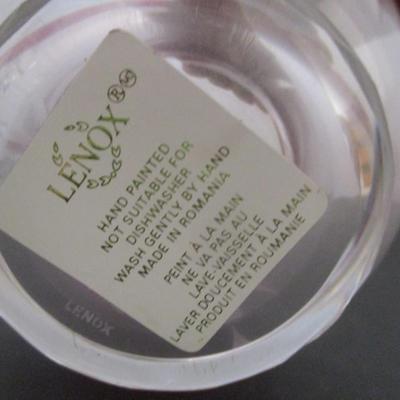 LENOX®
HAND PAINTED
NOT SUITABLE FOR
DISHWASHER
WASH GENTLY BY HAND
MADE IN ROMANIA
PEINT À LA MAIN
NE VA PAS AU
LAVE-VAISSELLE
LAVER DOUCEMENT À LA MAIN
PRODUIT EN ROUMANIE
LENOX